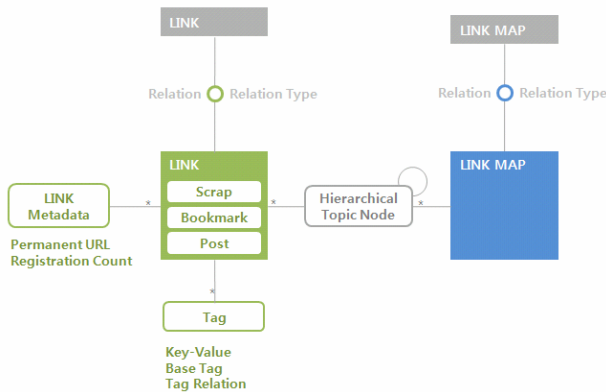 LINK
LINK MAP
Relation Relation Type
Relation Relation Type
LINK
LINK MAP
Scrap
LINK
Metadata
*
Bookmark
*
Hierarchical
Topic Node
*
Post
Permanent URL
Registration Count
*
Tag
Key-Value
Base Tag
Tag Relation